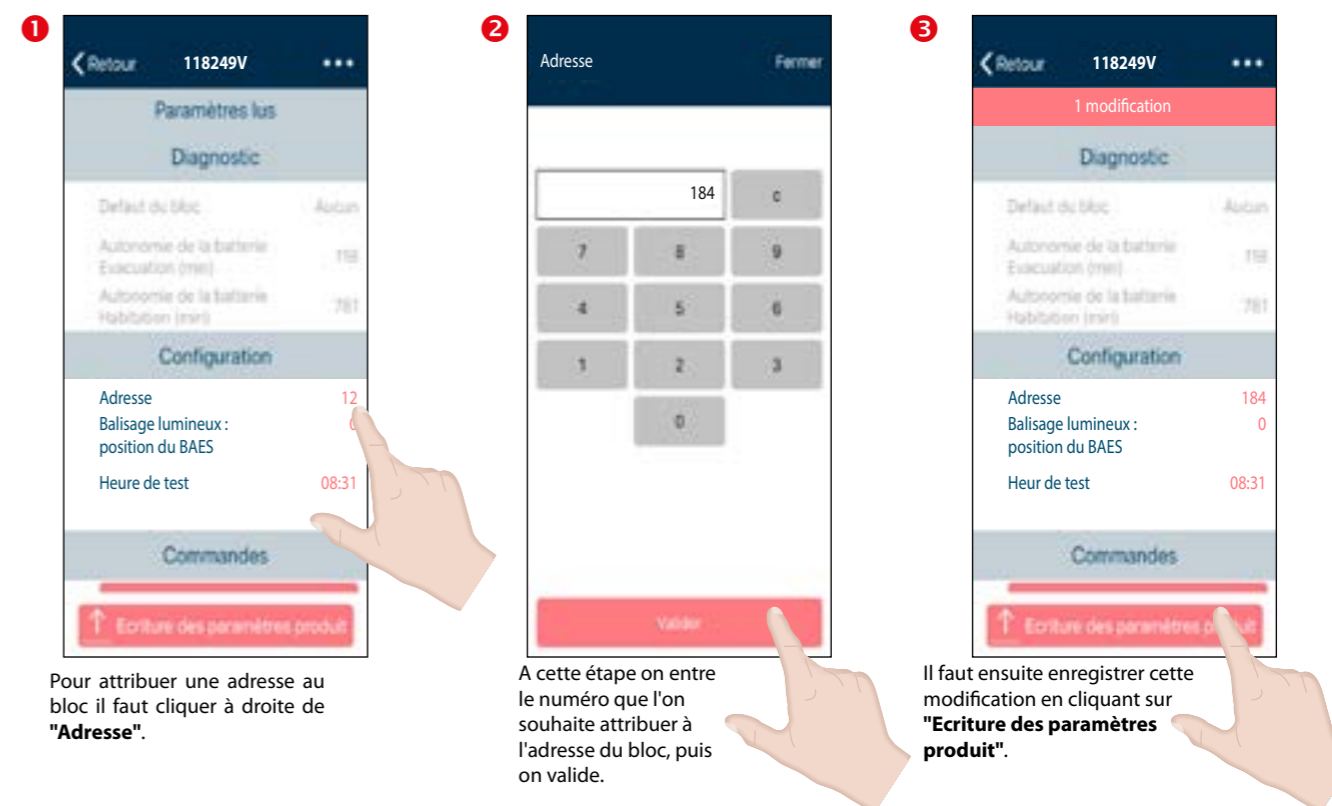 1
Retour 118249V •••
Paramètres lus
Diagnostic
Défaut du bloc Aucun
Autonomie de la batterie
Evacuation (min) 118
Autonomie de la batterie
Habitation (min) 781
Configuration
Adresse 12
Balisage lumineux : 0
position du BAES
Heure de test 08:31
Commandes
Ecriture des paramètres produit
Pour attribuer une adresse au
bloc il faut cliquer à droite de
"Adresse".
2
Adresse Fermer
184 c
7 8 9
4 5 6
1 2 3
0
Valider
A cette étape on entre
le numéro que l'on
souhaite attribuer à
l'adresse du bloc, puis
on valide.
3
Retour 118249V •••
1 modification
Diagnostic
Défaut du bloc Aucun
Autonomie de la batterie
Evacuation (min) 118
Autonomie de la batterie
Habitation (min) 781
Configuration
Adresse 184
Balisage lumineux : 0
position du BAES
Heur de test 08:31
Commandes
Ecriture des paramètres produit
Il faut ensuite enregistrer cette
modification en cliquant sur
"Ecriture des paramètres
produit".